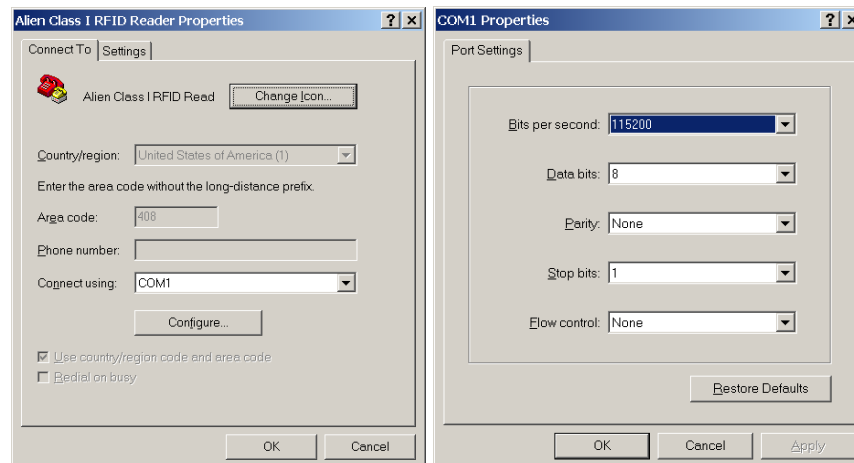 Alien Class I RFID Reader Properties
Connect To
Settings
Alien Class I RFID Read
Change Icon...
Country/region:
United States of America (1)
Enter the area code without the long-distance prefix.
Area code:
408
Phone number:
Connect using:
COM1
Configure...
Use country/region code and area code
Redial on busy
OK
Cancel
COM1 Properties
Port Settings
Bits per second:
115200
Data bits:
8
Parity:
None
Stop bits:
1
Flow control:
None
Restore Defaults
OK
Cancel
Apply